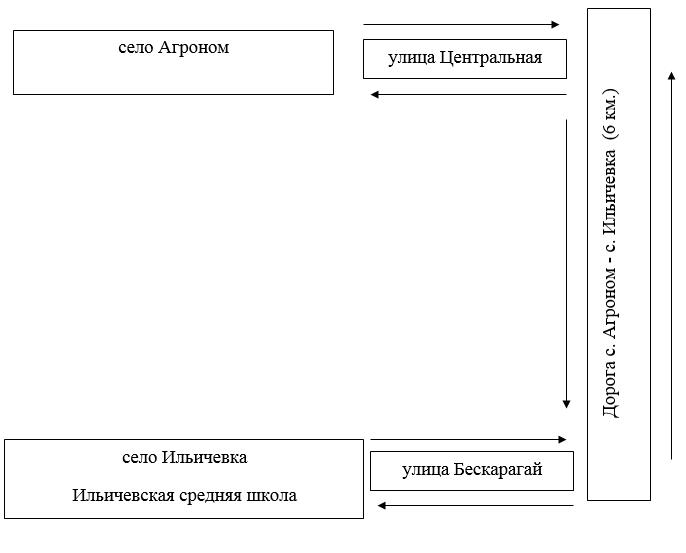 село Агроном
улица Центральная
Дорога с. Агроном - с. Ильичевка (6 км.)
село Ильичевка
Ильичевская средняя школа
улица Бескарагай